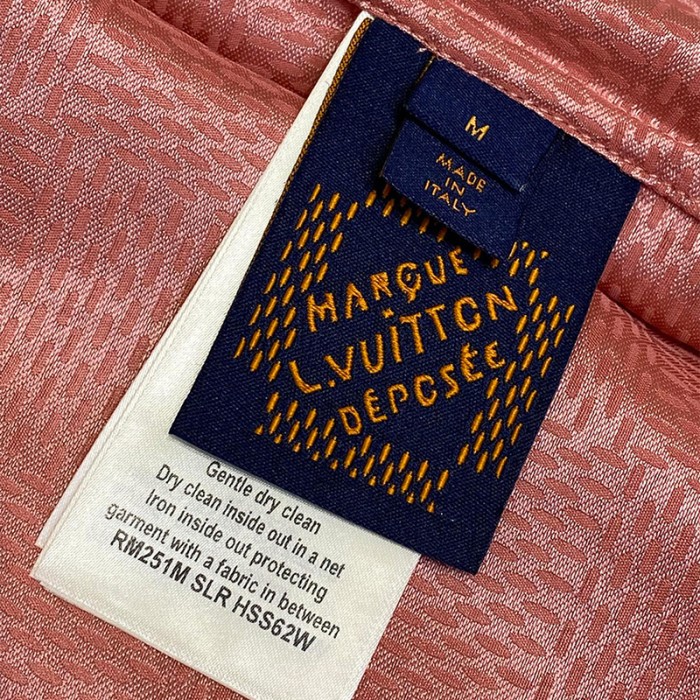 M
MADE
IN
ITALY
MARQUE
L.VUITTON
DÉPOSÉE
Gentle dry clean
Dry clean inside out in a net
Iron inside out protecting
garment with a fabric in between
RM251M SLR HSS62W